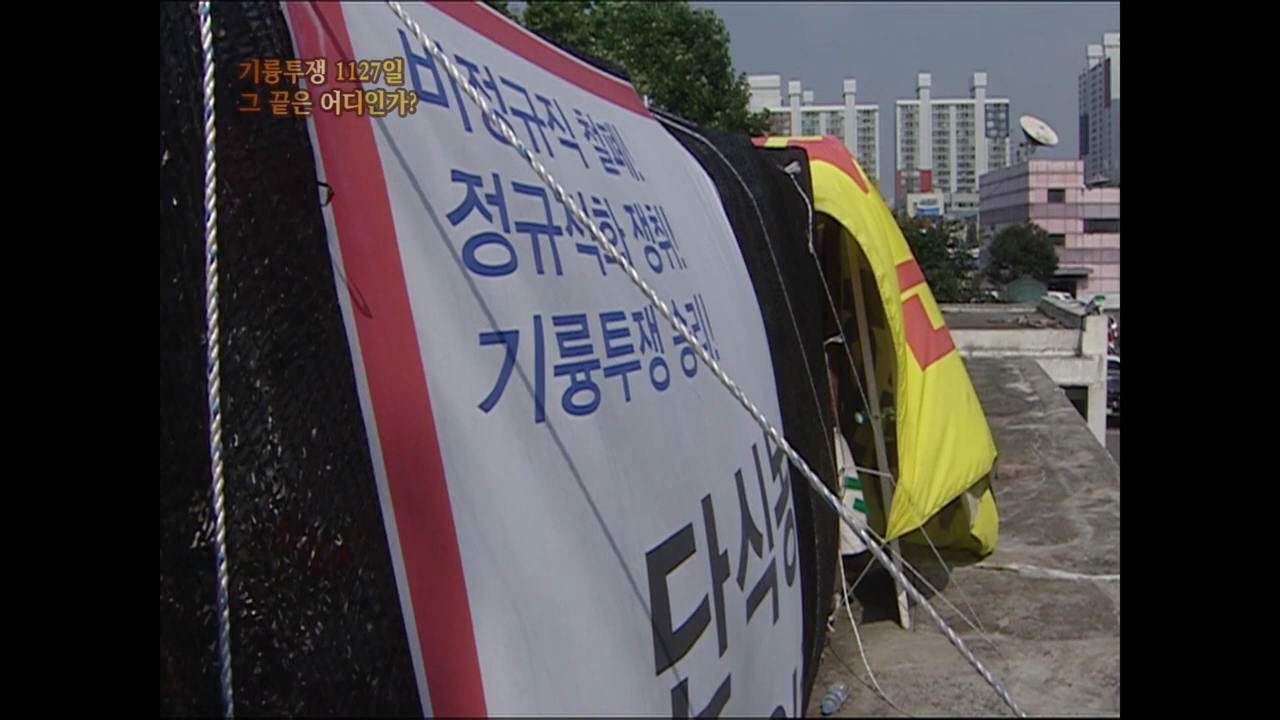 기륭투쟁 1127일
그 끝은 어디인가?
비정규직 철폐!
정규직화 쟁취!
기륭투쟁 승리!
단식농